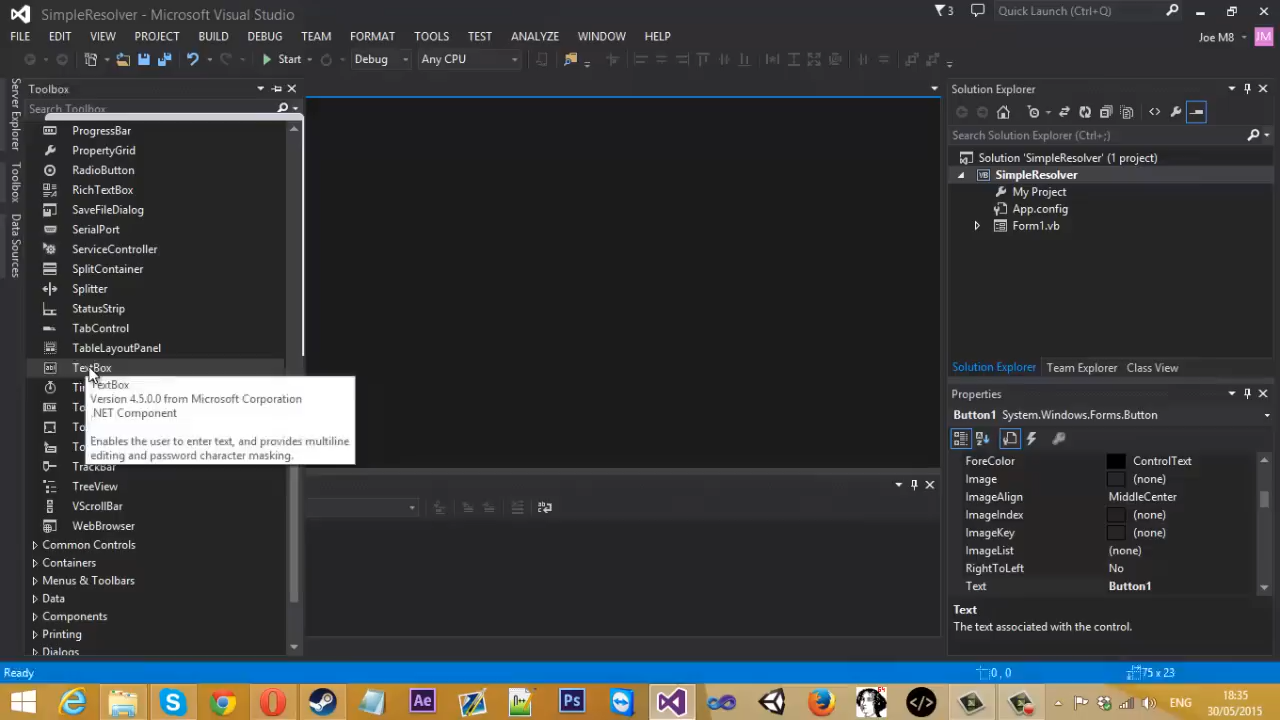 SimpleResolver - Microsoft Visual Studio
3
Quick Launch (Ctrl+Q)
FILE EDIT VIEW PROJECT BUILD DEBUG TEAM FORMAT TOOLS TEST ANALYZE WINDOW HELP
Joe M8
JM
Start
Debug
Any CPU
Server Explorer
Toolbox
Data Sources
Toolbox
Search Toolbox
ProgressBar
PropertyGrid
RadioButton
RichTextBox
SaveFileDialog
SerialPort
ServiceController
SplitContainer
Splitter
StatusStrip
TabControl
TableLayoutPanel
TextBox
TextBox
Version 4.5.0.0 from Microsoft Corporation
.NET Component
Enables the user to enter text, and provides multiline
editing and password character masking.
TrackBar
TreeView
VScrollBar
WebBrowser
Common Controls
Containers
Menus & Toolbars
Data
Components
Printing
Dialogs
Solution Explorer
Search Solution Explorer (Ctrl+;)
Solution 'SimpleResolver' (1 project)
VB SimpleResolver
My Project
App.config
Form1.vb
Solution Explorer Team Explorer Class View
Properties
Button1 System.Windows.Forms.Button
ForeColor ControlText
Image (none)
ImageAlign MiddleCenter
ImageIndex (none)
ImageKey (none)
ImageList (none)
RightToLeft No
Text Button1
Text
The text associated with the control.
Ready
0 , 0
75 x 23
Ae
Ps
ENG
18:35
30/05/2015